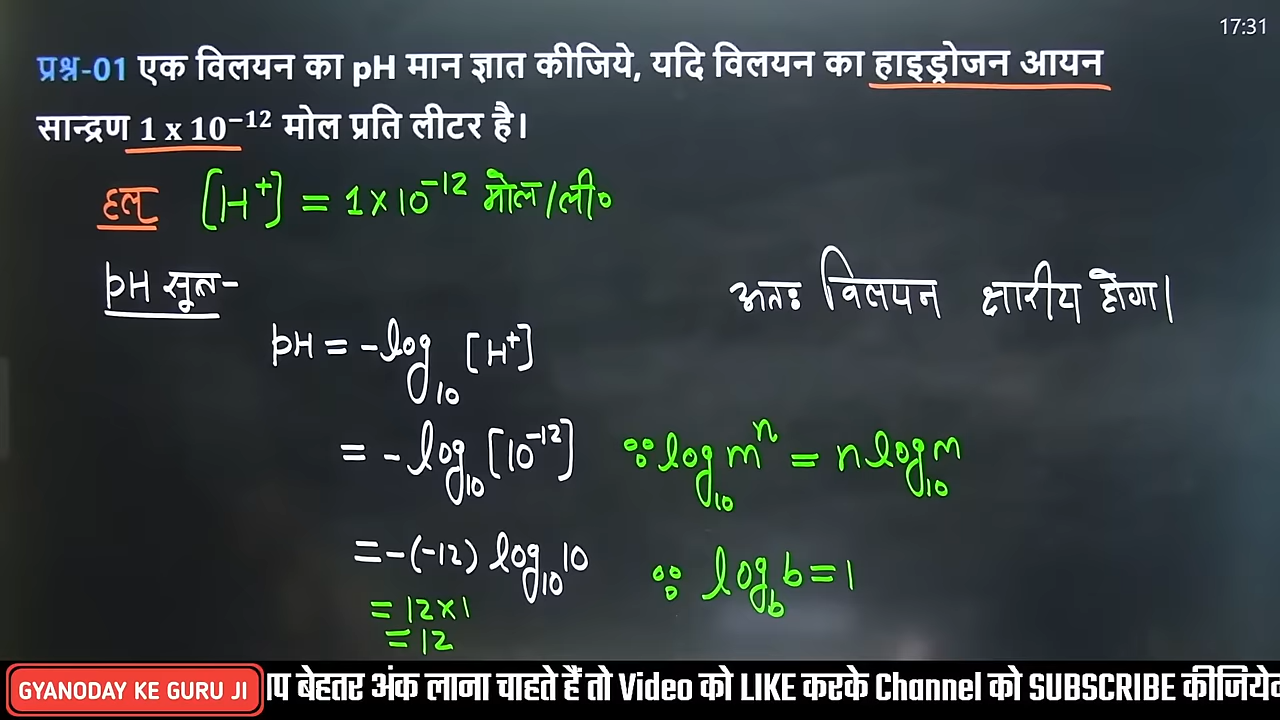 17:31
प्रश्न-01 एक विलयन का pH मान ज्ञात कीजिये, यदि विलयन का हाइड्रोजन आयन
सान्द्रण 1 x 10⁻¹² मोल प्रति लीटर है।
हल [H⁺] = 1×10⁻¹² मोल/ली०
pH सूत्र-
अतः विलयन क्षारीय होगा।
pH = -log₁₀ [H⁺]
= -log₁₀ [10⁻¹²] ∵ log₁₀ mⁿ = n log₁₀ m
= -(-12) log₁₀ 10 ∵ log_b b = 1
= 12×1
= 12
GYANODAY KE GURU JI
प बेहतर अंक लाना चाहते हैं तो Video को LIKE करके Channel को SUBSCRIBE कीजिये